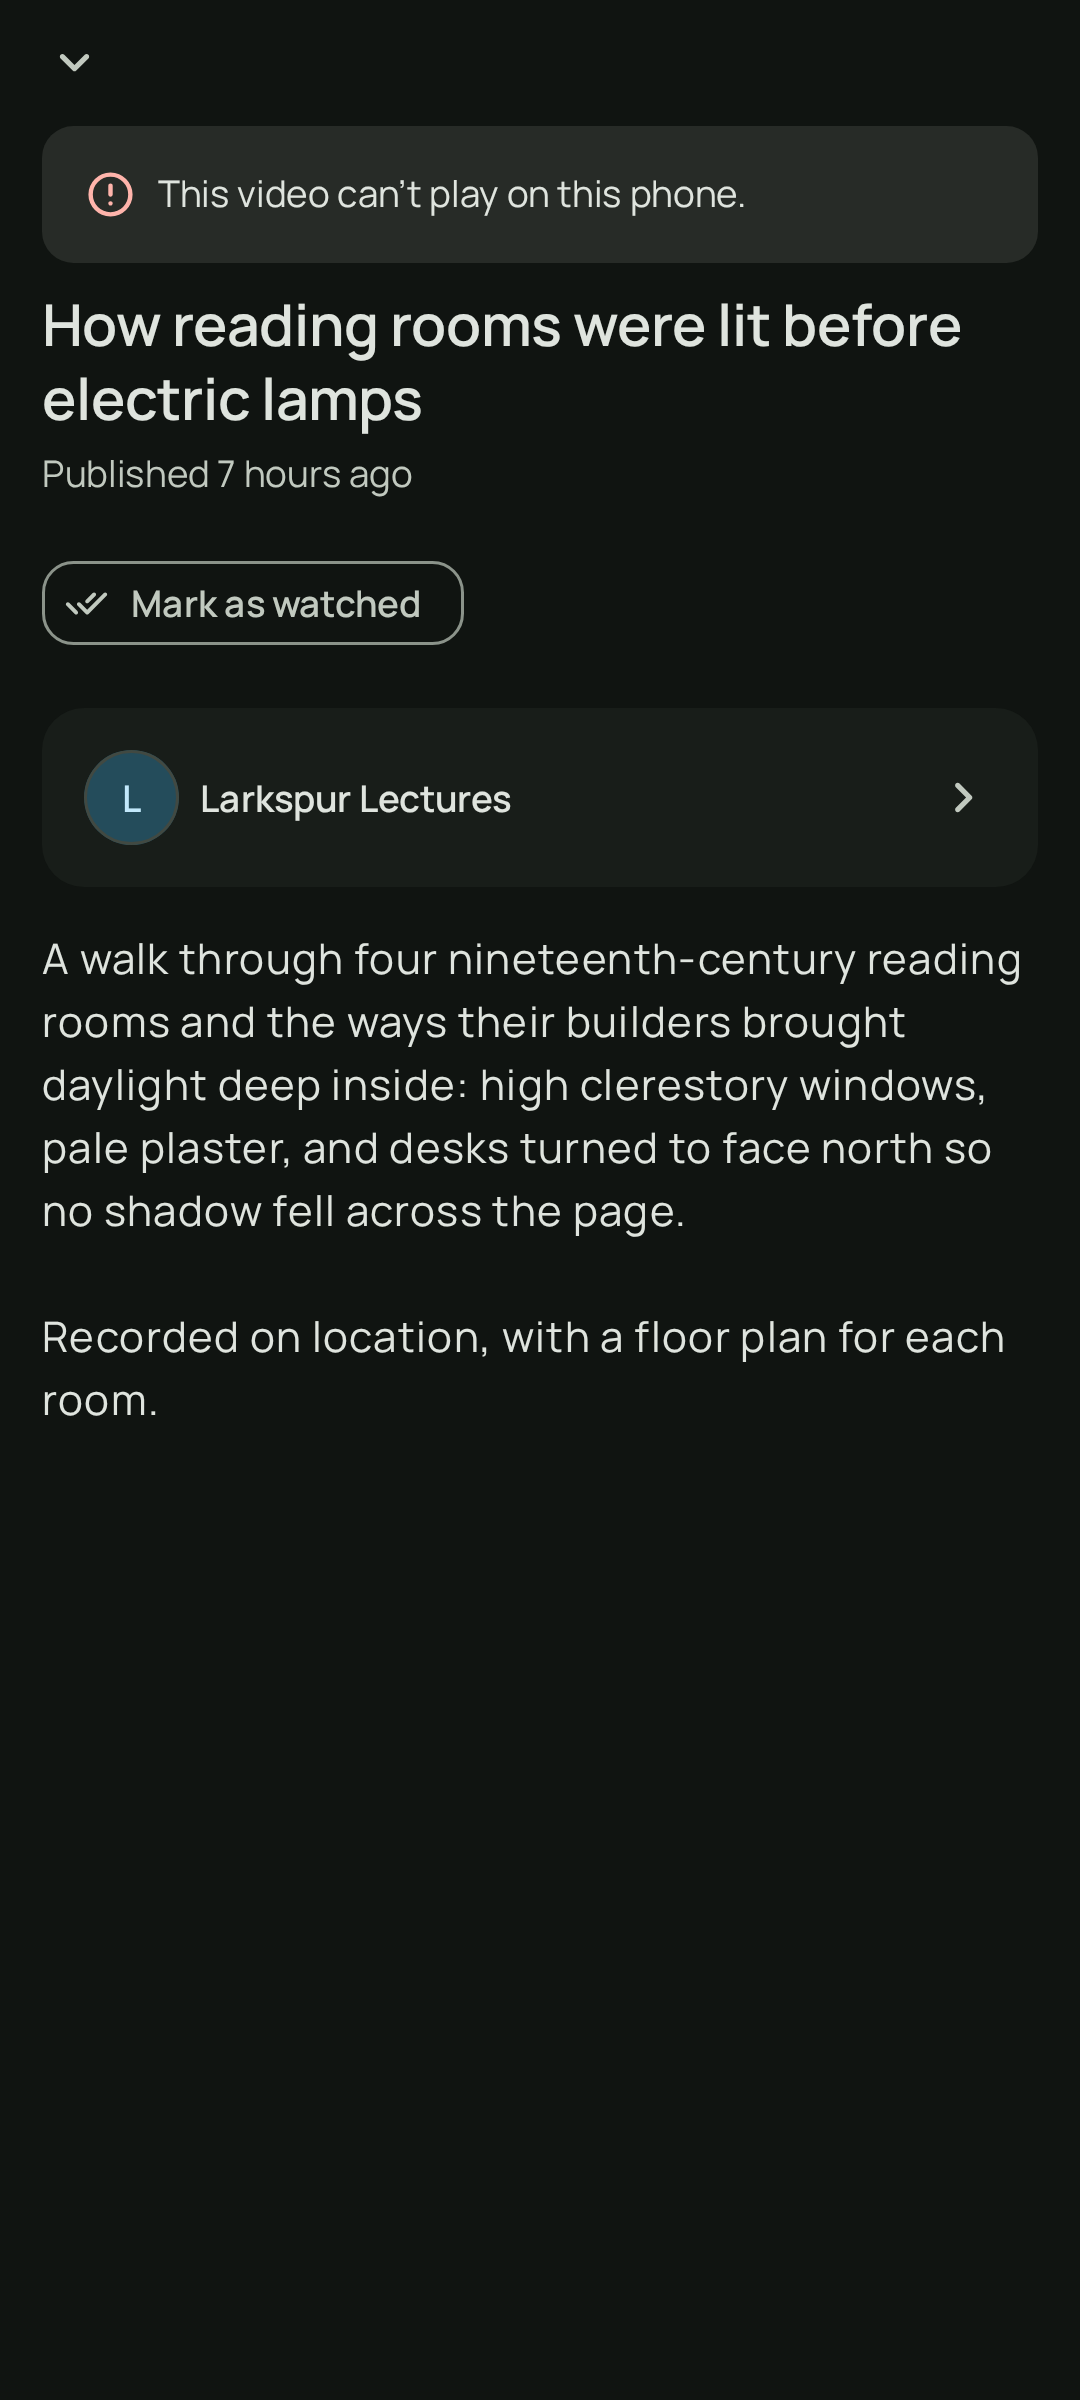 This video can’t play on this phone.
How reading rooms were lit before
electric lamps
Published 7 hours ago
Mark as watched
L
Larkspur Lectures
A walk through four nineteenth-century reading
rooms and the ways their builders brought
daylight deep inside: high clerestory windows,
pale plaster, and desks turned to face north so
no shadow fell across the page.
Recorded on location, with a floor plan for each
room.